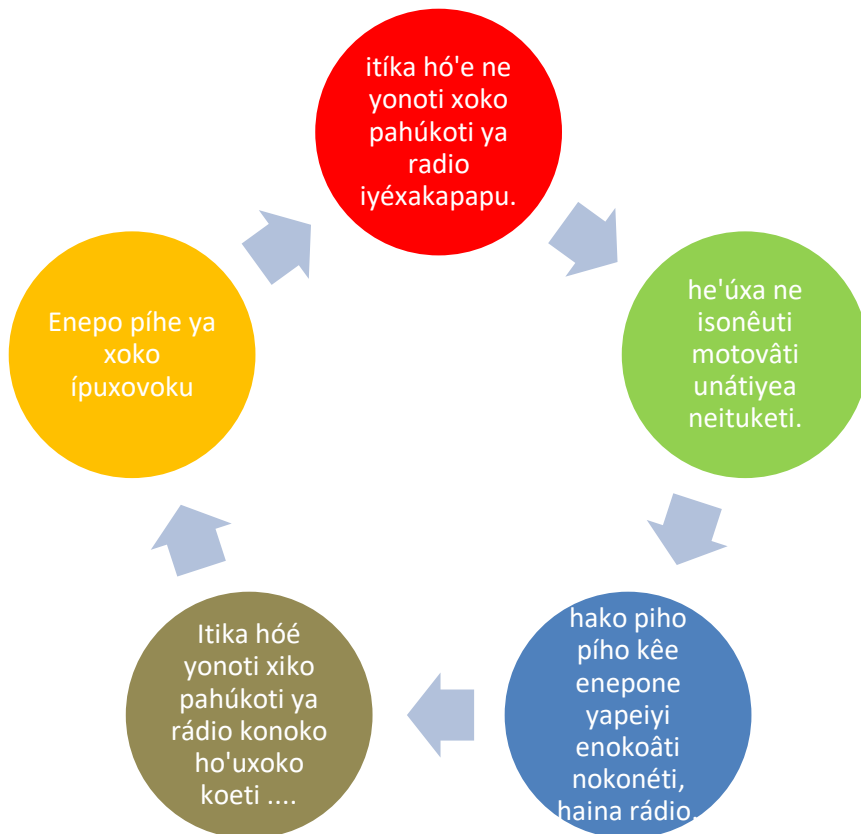 itíka hó'e ne
yonoti xoko
pahúkoti ya
radio
iyéxakapapu.
he'úxa ne
isonêuti
motovâti
unátiyea
neituketi.
hako piho
pího kêe
enepone
yapeiyi
enokoâti
nokonéti,
haina rádio.
Itika hóé
yonoti xiko
pahúkoti ya
rádio konoko
ho'uxoko
koeti ....
Enepo píhe ya
xoko
ípuxovoku